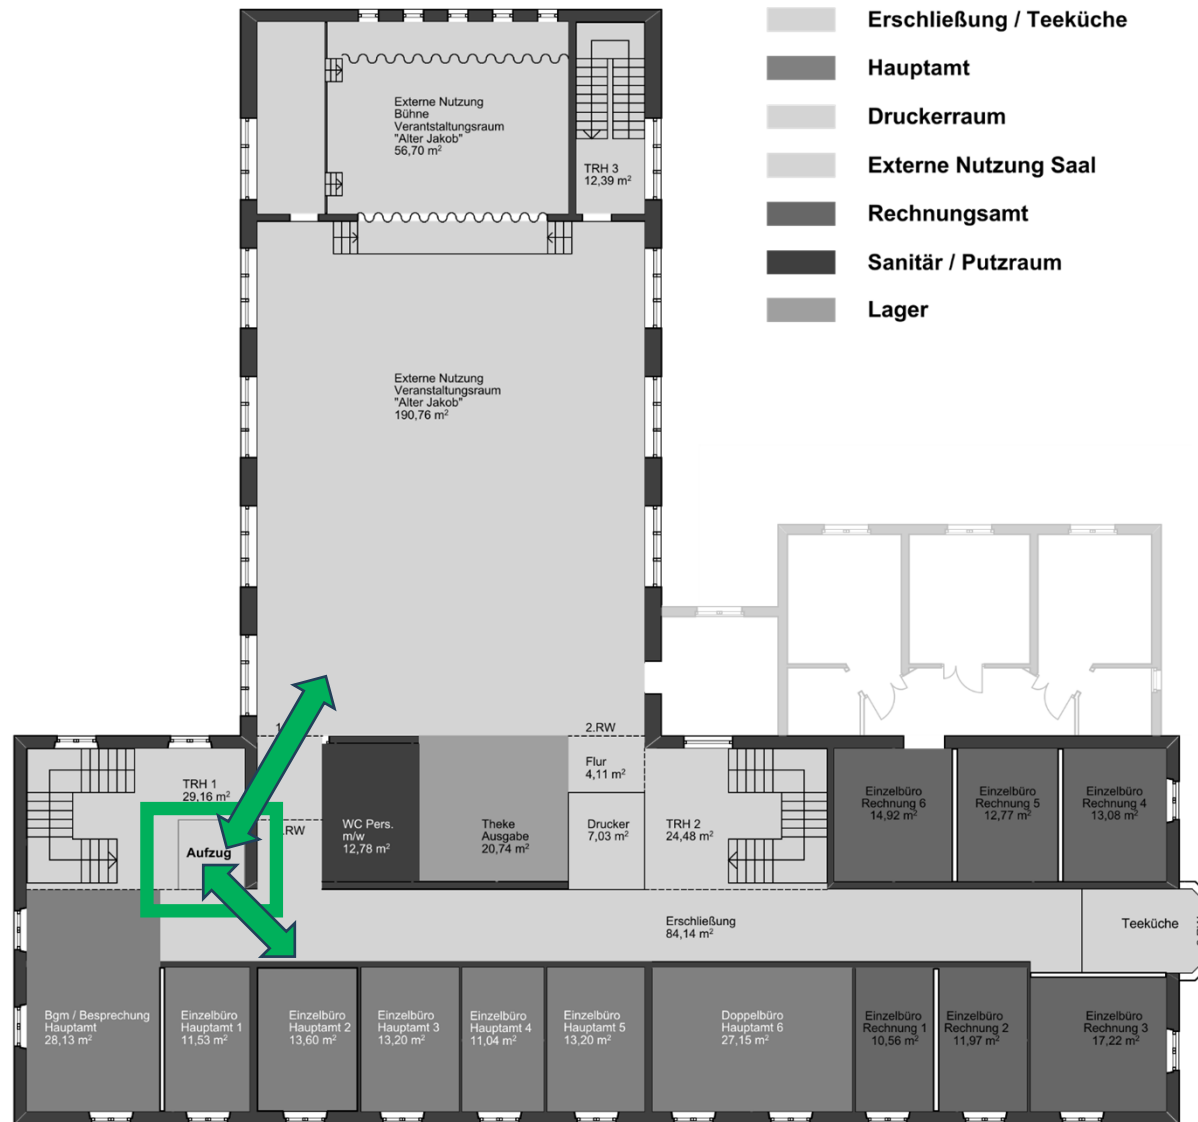 Erschließung / Teeküche
Hauptamt
Druckerraum
Externe Nutzung Saal
Rechnungsamt
Sanitär / Putzraum
Lager
Externe Nutzung
Bühne
Verantstaltungsraum
"Alter Jakob"
56,70 m²
TRH 3
12,39 m²
Externe Nutzung
Veranstaltungsraum
"Alter Jakob"
190,76 m²
2.RW
Flur
4,11 m²
TRH 1
29,16 m²
Aufzug
RW
WC Pers.
m/w
12,78 m²
Theke
Ausgabe
20,74 m²
Drucker
7,03 m²
TRH 2
24,48 m²
Einzelbüro
Rechnung 6
14,92 m²
Einzelbüro
Rechnung 5
12,77 m²
Einzelbüro
Rechnung 4
13,08 m²
Erschließung
84,14 m²
Teeküche
Bgm / Besprechung
Hauptamt
28,13 m²
Einzelbüro
Hauptamt 1
11,53 m²
Einzelbüro
Hauptamt 2
13,60 m²
Einzelbüro
Hauptamt 3
13,20 m²
Einzelbüro
Hauptamt 4
11,04 m²
Einzelbüro
Hauptamt 5
13,20 m²
Doppelbüro
Hauptamt 6
27,15 m²
Einzelbüro
Rechnung 1
10,56 m²
Einzelbüro
Rechnung 2
11,97 m²
Einzelbüro
Rechnung 3
17,22 m²